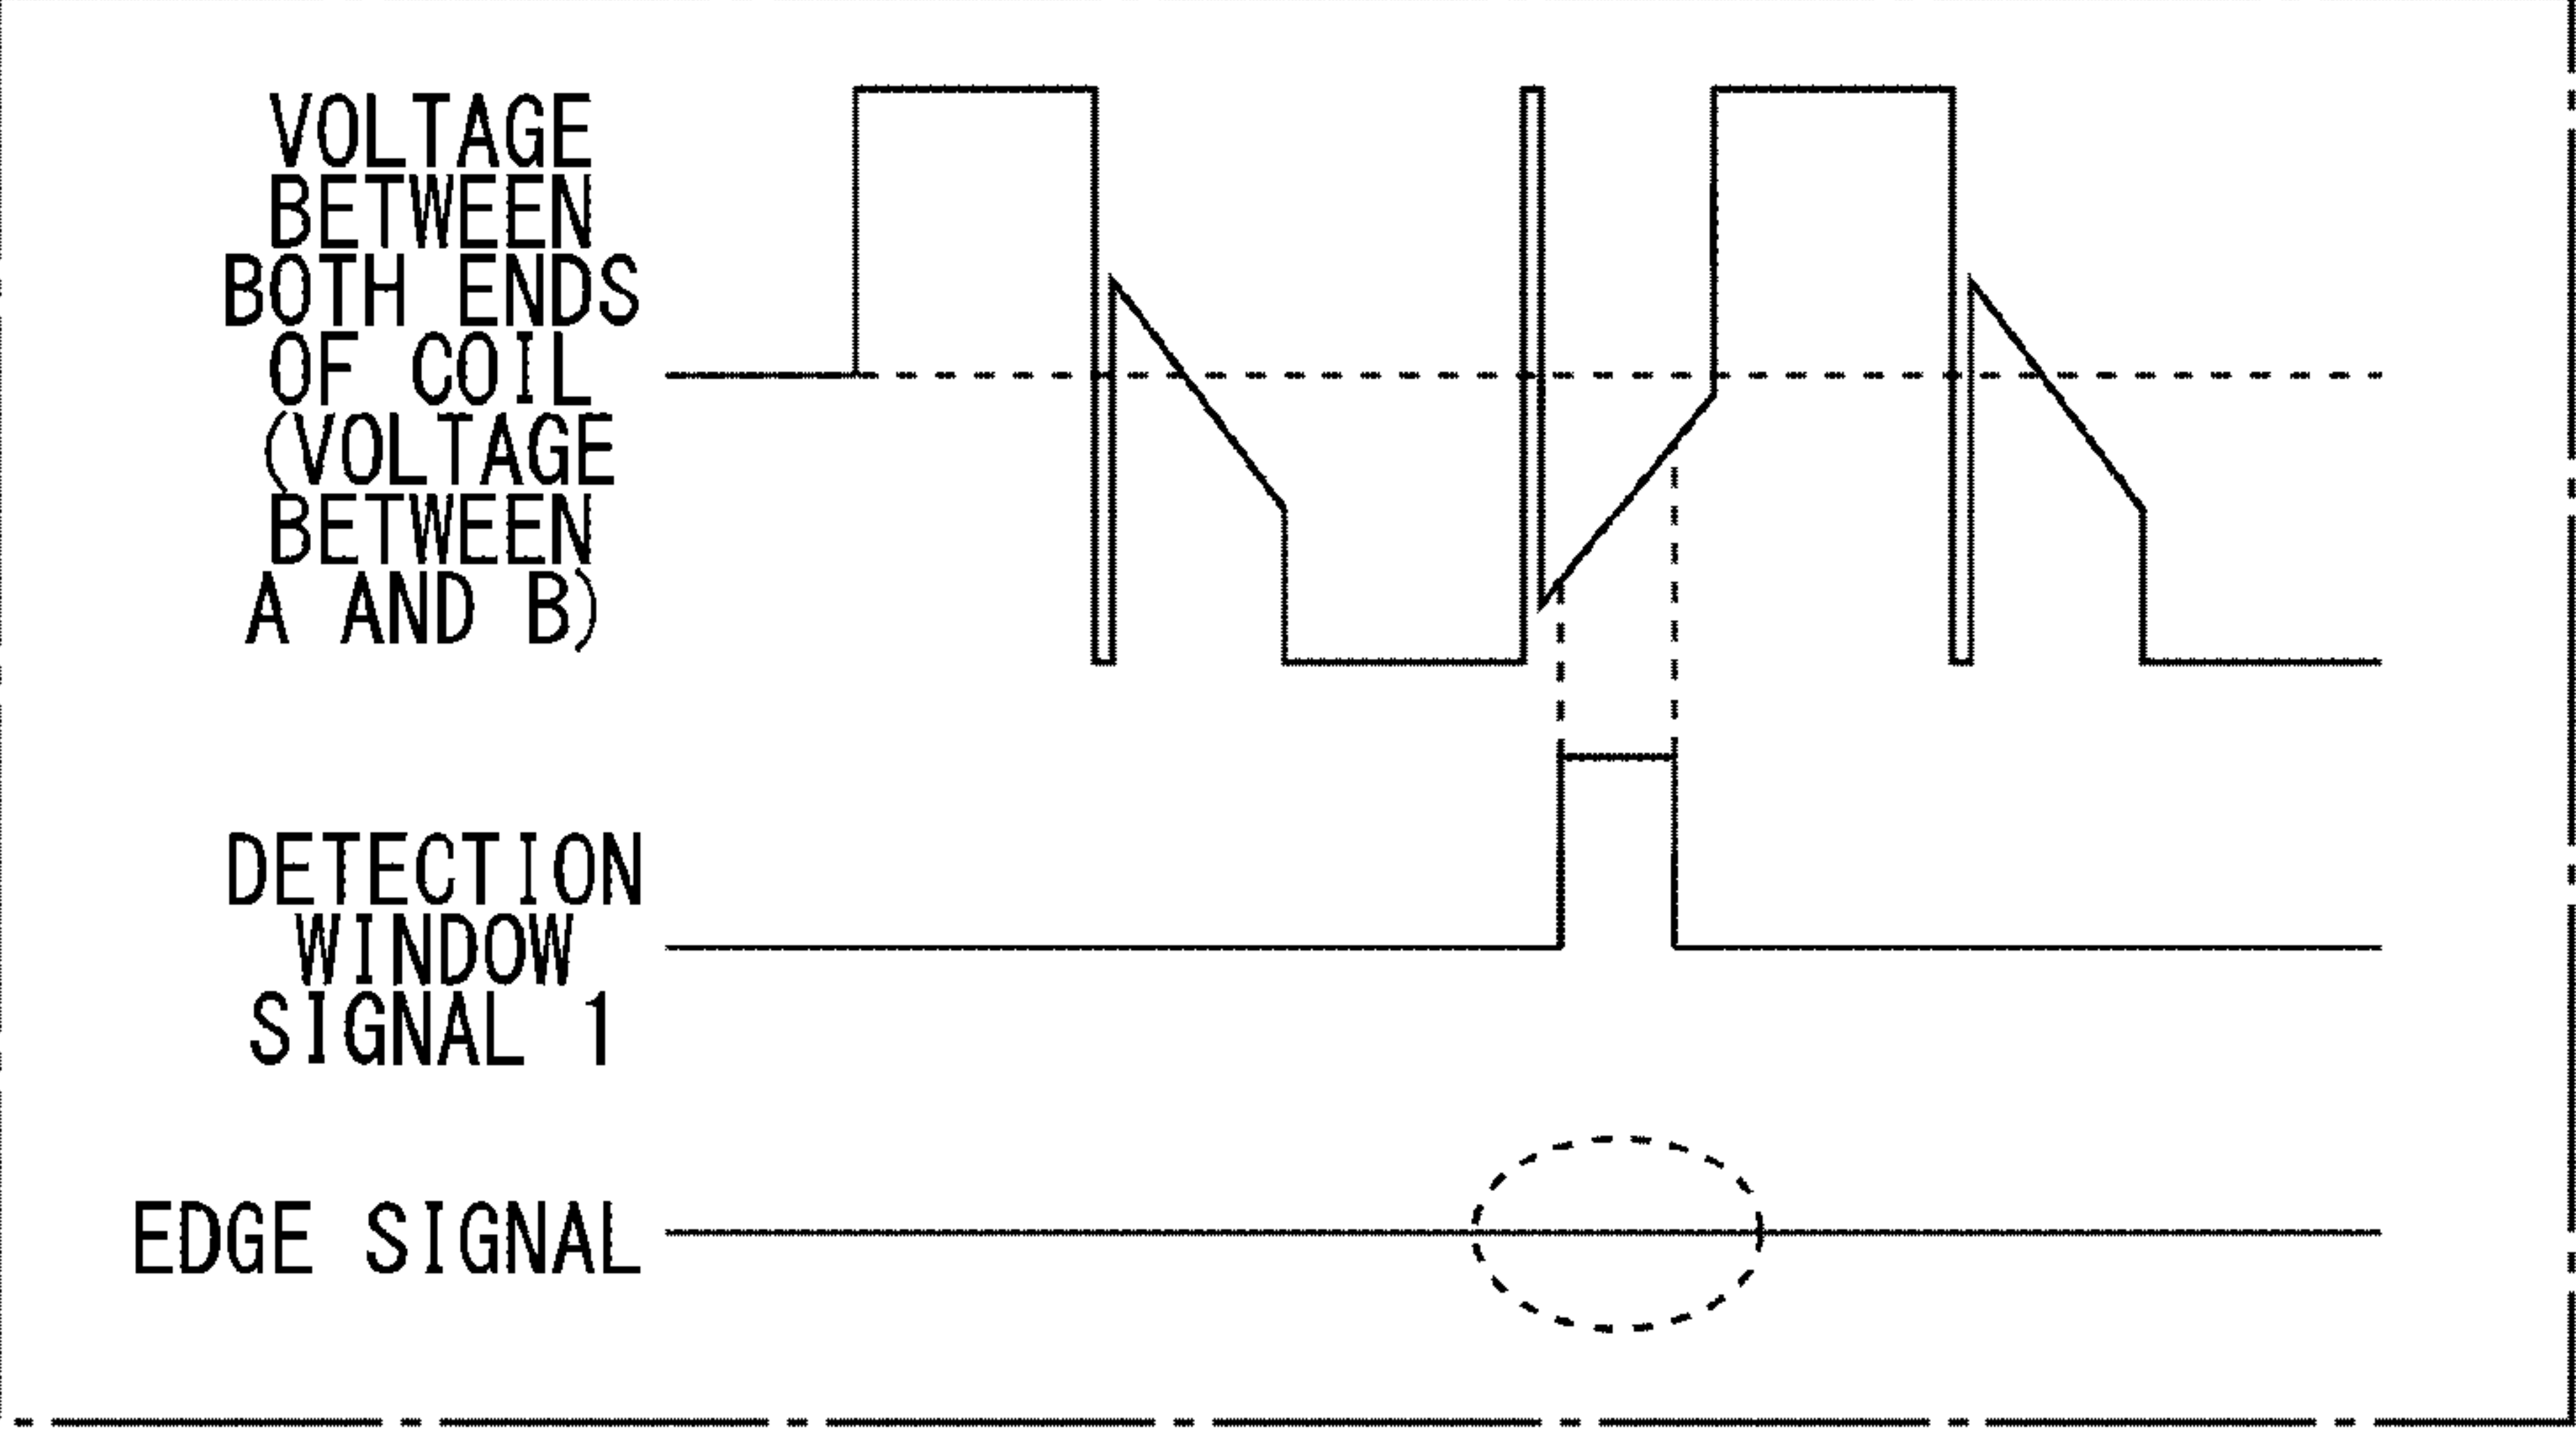 VOLTAGE
BETWEEN
BOTH ENDS
OF COIL
(VOLTAGE
BETWEEN
A AND B)
DETECTION
WINDOW
SIGNAL 1
EDGE SIGNAL